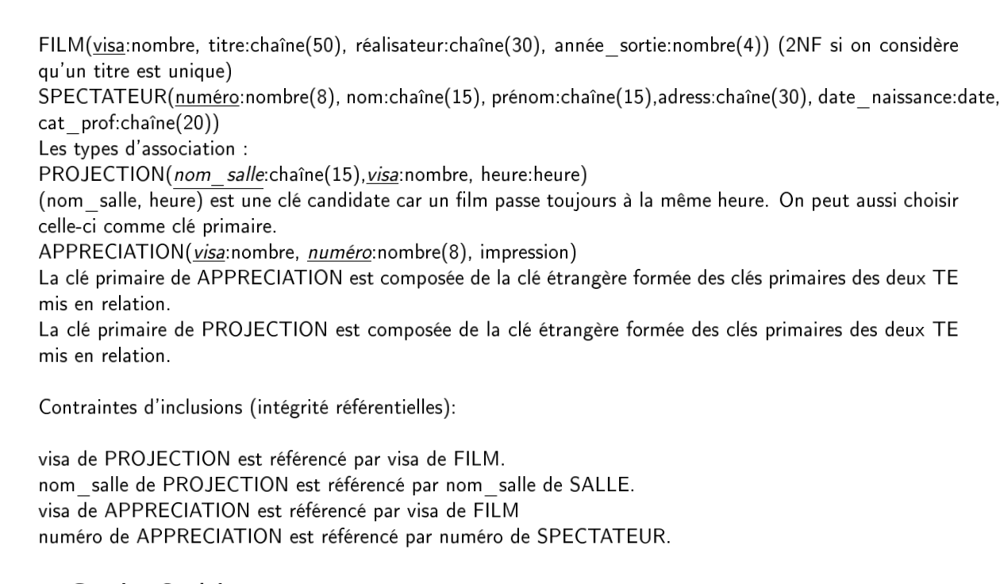 FILM(visa:nombre, titre:chaîne(50), réalisateur:chaîne(30), année_sortie:nombre(4)) (2NF si on considère
qu'un titre est unique)
SPECTATEUR(numéro:nombre(8), nom:chaîne(15), prénom:chaîne(15),adress:chaîne(30), date_naissance:date,
cat_prof:chaîne(20))
Les types d'association :
PROJECTION(nom_salle:chaîne(15),visa:nombre, heure:heure)
(nom_salle, heure) est une clé candidate car un film passe toujours à la même heure. On peut aussi choisir
celle-ci comme clé primaire.
APPRECIATION(visa:nombre, numéro:nombre(8), impression)
La clé primaire de APPRECIATION est composée de la clé étrangère formée des clés primaires des deux TE
mis en relation.
La clé primaire de PROJECTION est composée de la clé étrangère formée des clés primaires des deux TE
mis en relation.
Contraintes d'inclusions (intégrité référentielles):
visa de PROJECTION est référencé par visa de FILM.
nom_salle de PROJECTION est référencé par nom_salle de SALLE.
visa de APPRECIATION est référencé par visa de FILM
numéro de APPRECIATION est référencé par numéro de SPECTATEUR.